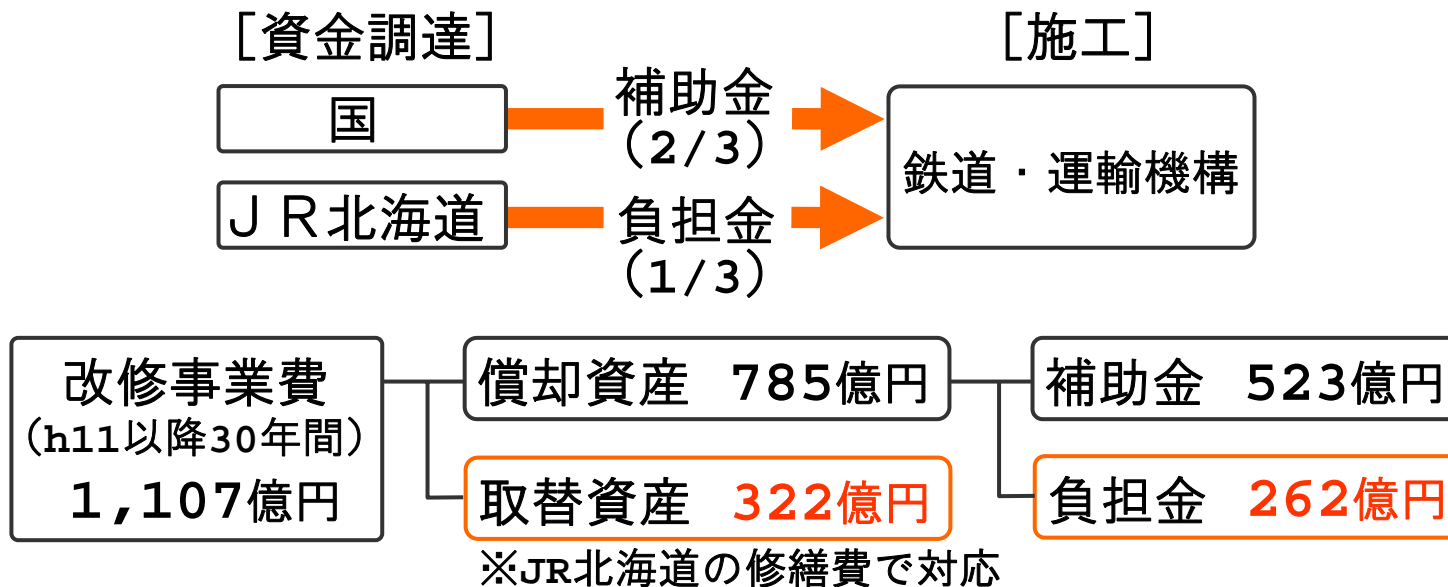 ［資金調達］
［施工］
国
補助金
（2/3）
鉄道・運輸機構
ＪＲ北海道
負担金
（1/3）
改修事業費
（h11以降30年間）
1,107億円
償却資産 785億円
補助金 523億円
取替資産 322億円
負担金 262億円
※JR北海道の修繕費で対応